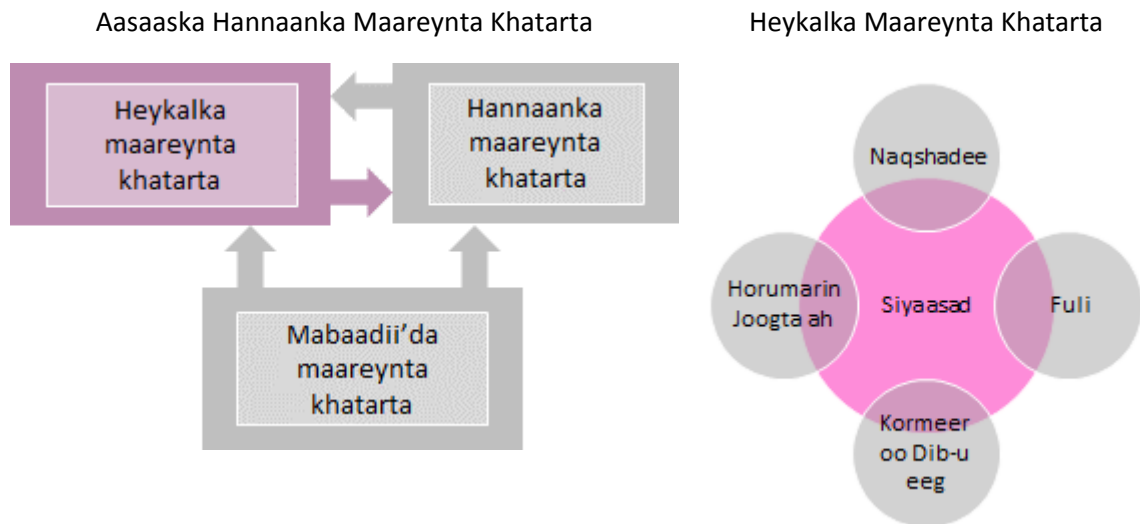 Aasaaska Hannaanka Maareynta Khatarta
Heykalka
maareynta
khatarta
Hannaanka
maareynta
khatarta
Mabaadii’da
maareynta
khatarta
Heykalka Maareynta Khatarta
Naqshadee
Horumarin
Joogta ah
Siyaasad
Fuli
Kormeer
oo Dib-u
eeg